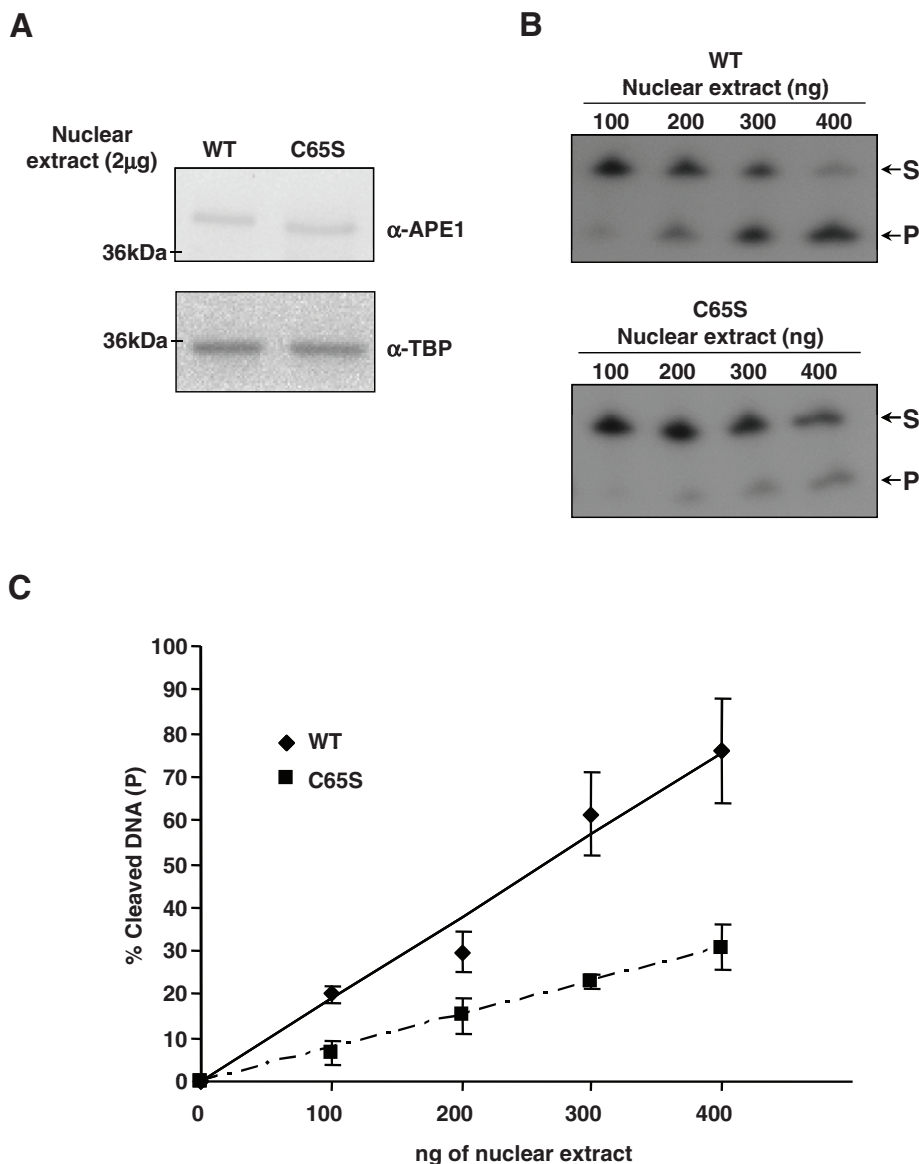 A
Nuclear
extract (2µg)
WT C65S
α-APE1
36kDa
36kDa
α-TBP
B
WT
Nuclear extract (ng)
100 200 300 400
←S
←P
C65S
Nuclear extract (ng)
100 200 300 400
←S
←P
C
% Cleaved DNA (P)
100
90
80
70
60
50
40
30
20
10
0
WT
C65S
0 100 200 300 400
ng of nuclear extract